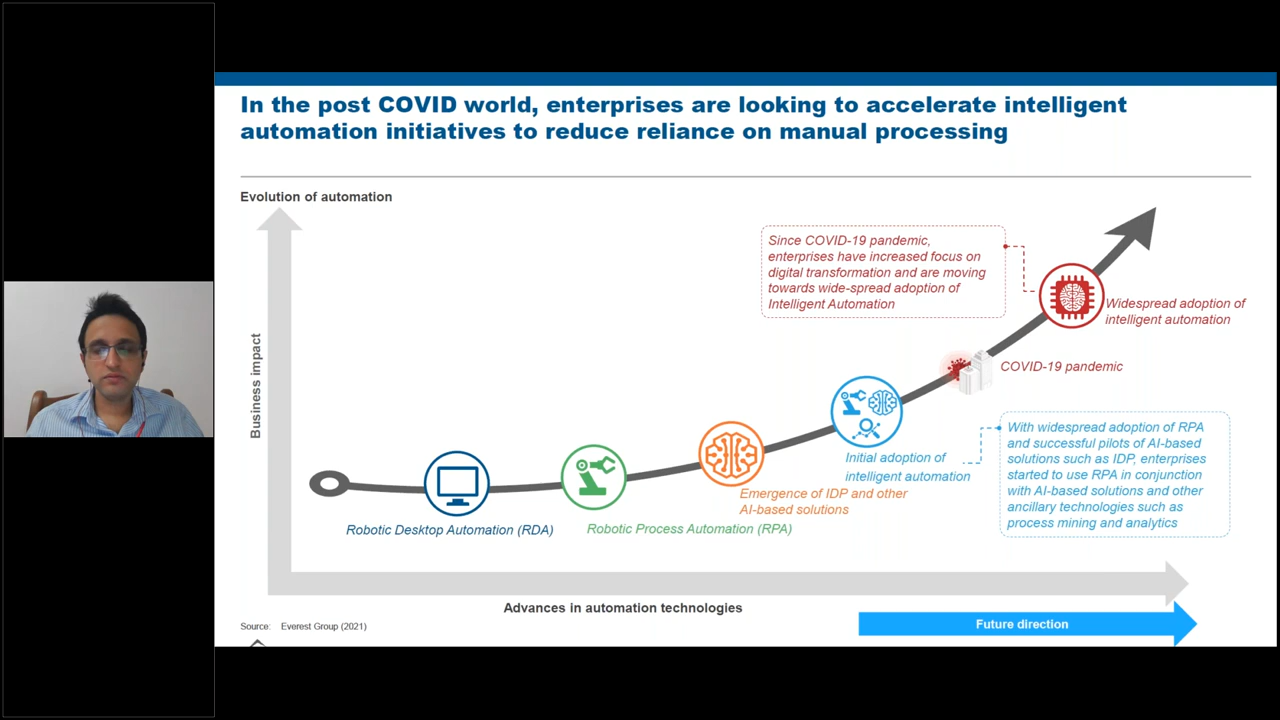 In the post COVID world, enterprises are looking to accelerate intelligent
automation initiatives to reduce reliance on manual processing
Evolution of automation
Since COVID-19 pandemic,
enterprises have increased focus on
digital transformation and are moving
towards wide-spread adoption of
Intelligent Automation
Widespread adoption of
intelligent automation
COVID-19 pandemic
Business impact
With widespread adoption of RPA
and successful pilots of AI-based
solutions such as IDP, enterprises
started to use RPA in conjunction
with AI-based solutions and other
ancillary technologies such as
process mining and analytics
Initial adoption of
intelligent automation
Emergence of IDP and other
AI-based solutions
Robotic Process Automation (RPA)
Robotic Desktop Automation (RDA)
Advances in automation technologies
Future direction
Source: Everest Group (2021)